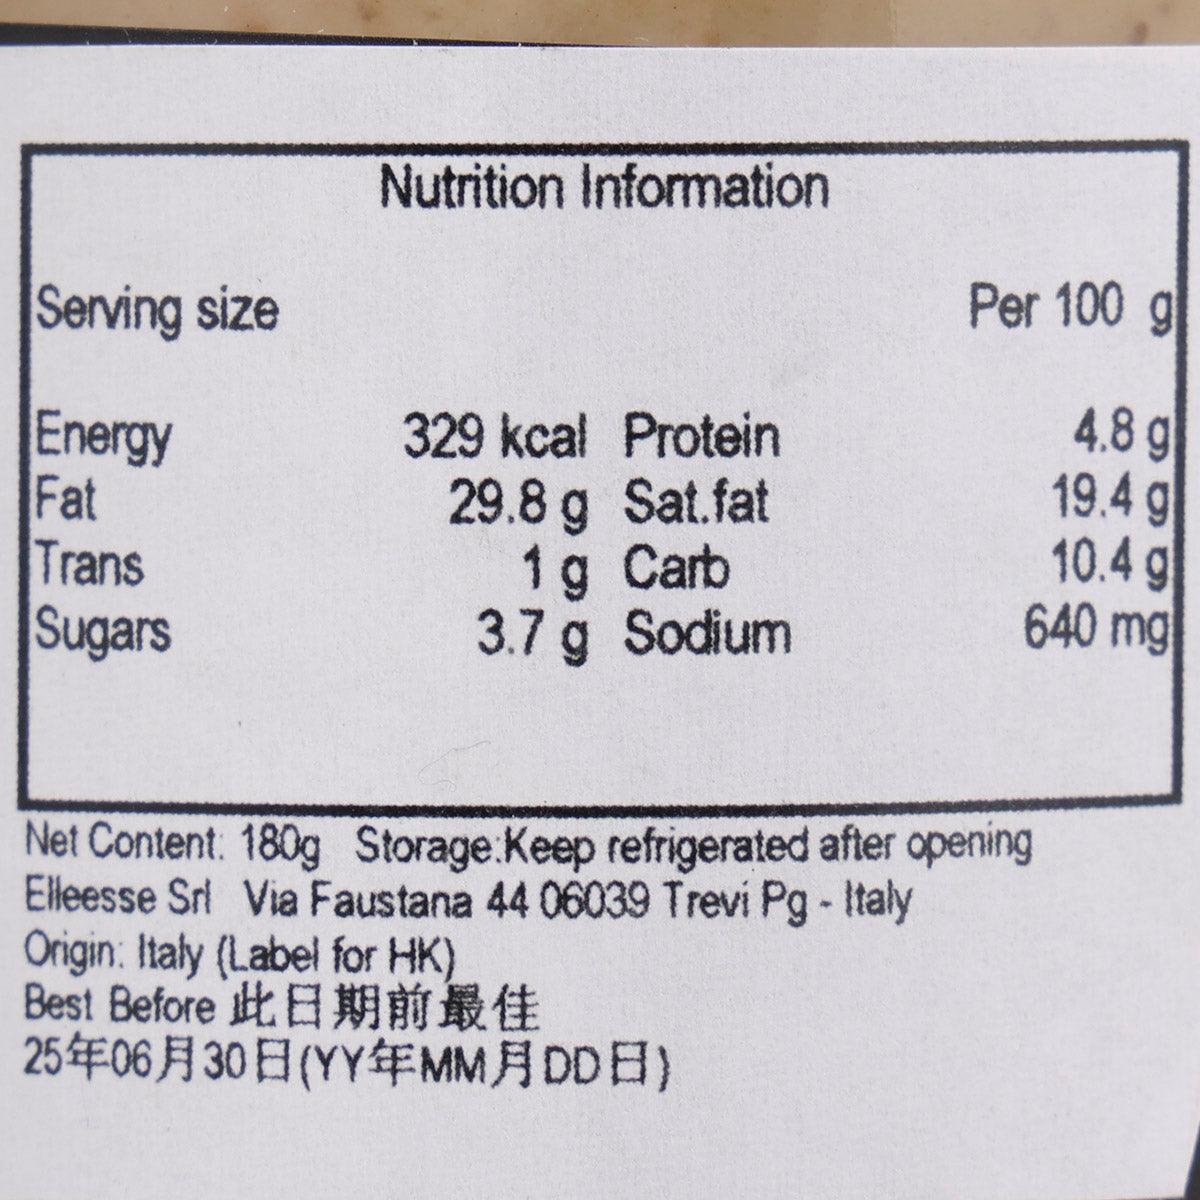 Nutrition Information
Serving size Per 100 g
Energy 329 kcal Protein 4.8 g
Fat 29.8 g Sat.fat 19.4 g
Trans 1 g Carb 10.4 g
Sugars 3.7 g Sodium 640 mg
Net Content: 180g Storage:Keep refrigerated after opening
Elleesse Srl Via Faustana 44 06039 Trevi Pg - Italy
Origin: Italy (Label for HK)
Best Before 此日期前最佳
25年06月30日(YY年MM月DD日)